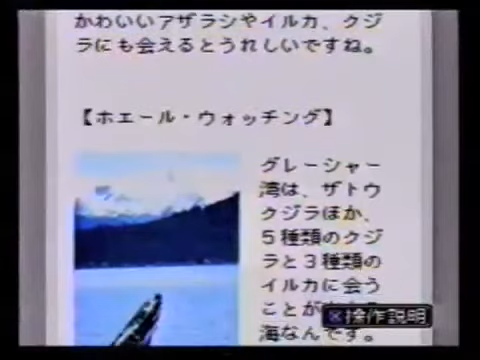 かわいいアザラシやイルカ、クジ
ラにも会えるとうれしいですね。
【ホエール・ウォッチング】
グレーシャー
湾は、ザトウ
クジラほか、
5種類のクジ
ラと3種類の
イルカに会う
ことが
※操作説明
海なんです。